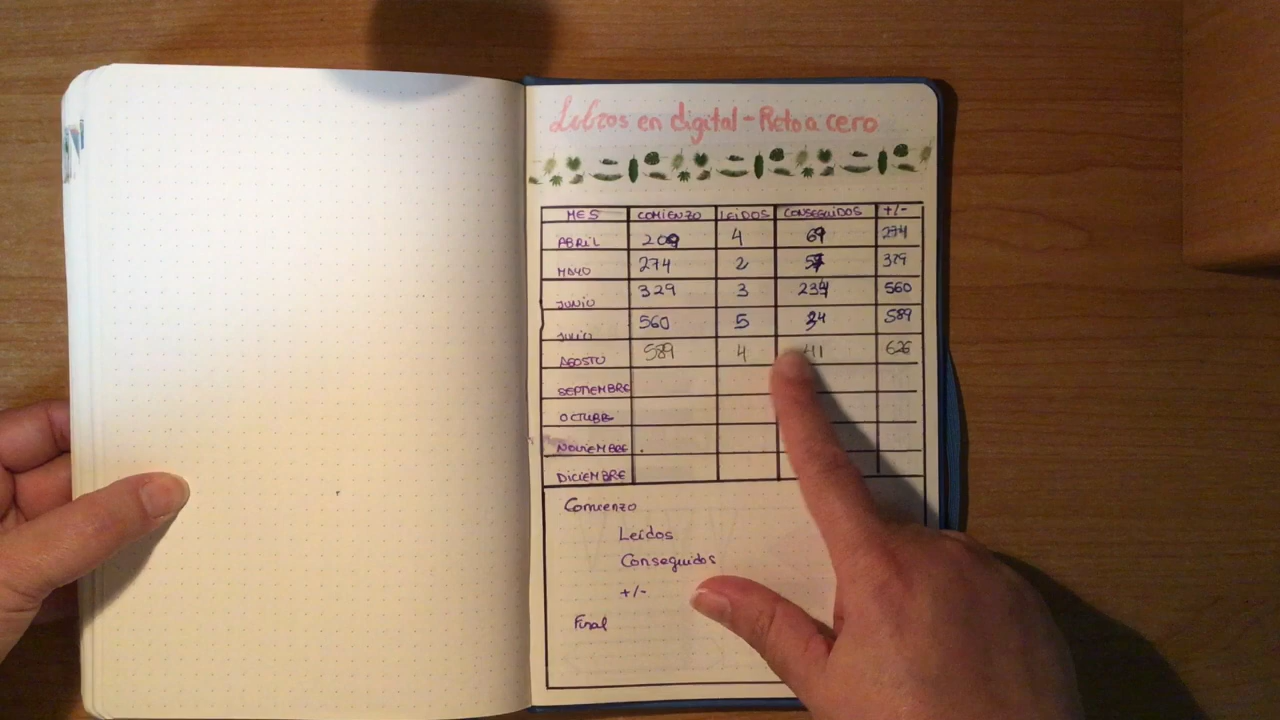 Libros en digital - Reto a cero
MES COMIENZO LEÍDOS CONSEGUIDOS +/-
ABRIL 209 4 69 274
MAYO 274 2 57 329
JUNIO 329 3 234 560
JULIO 560 5 34 589
AGOSTO 589 4 41 626
SEPTIEMBRE
OCTUBRE
NOVIEMBRE
DICIEMBRE
Comienzo
Leídos
Conseguidos
+/-
Final